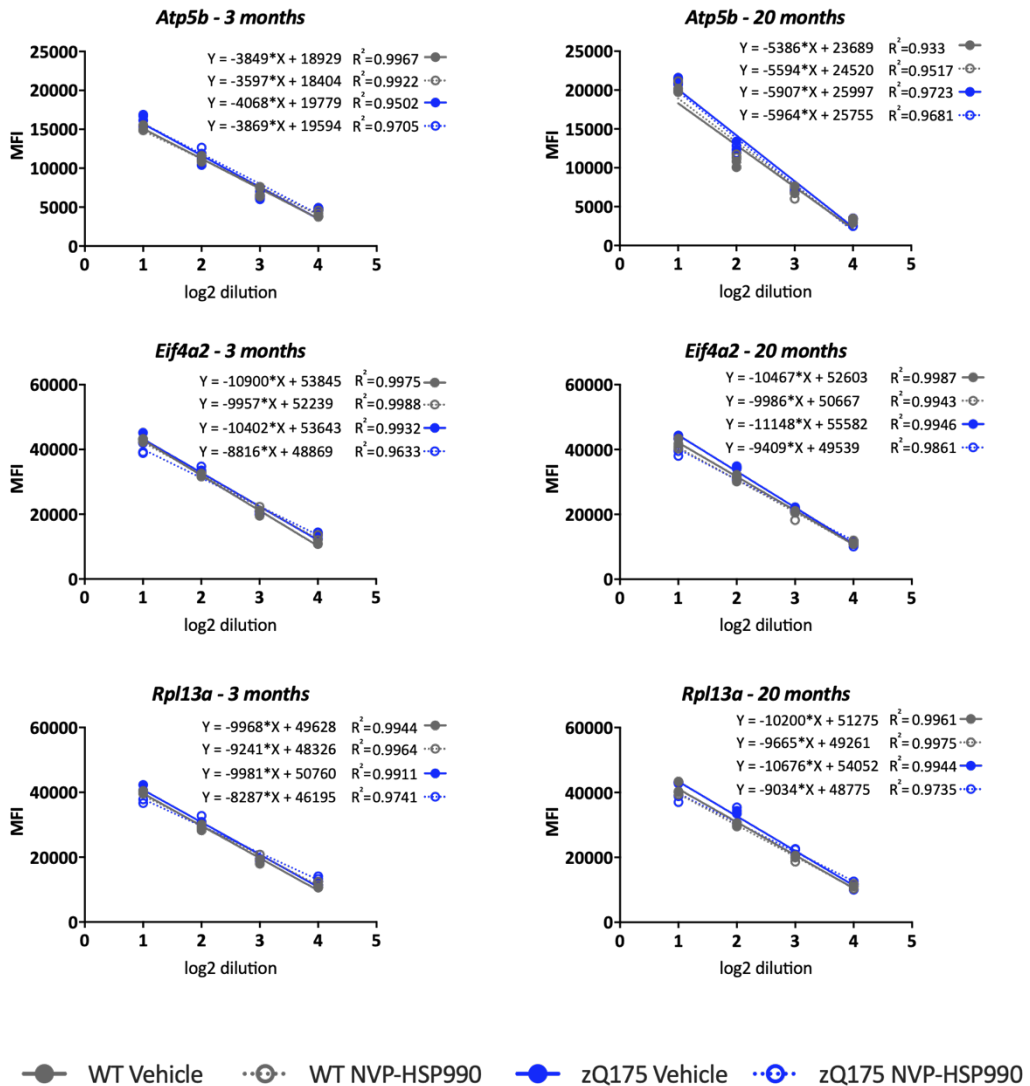 Atp5b - 3 months
Y = -3849*X + 18929 R²=0.9967
Y = -3597*X + 18404 R²=0.9922
Y = -4068*X + 19779 R²=0.9502
Y = -3869*X + 19594 R²=0.9705
MFI
25000
20000
15000
10000
5000
0
0 1 2 3 4 5
log2 dilution
Atp5b - 20 months
Y = -5386*X + 23689 R²=0.933
Y = -5594*X + 24520 R²=0.9517
Y = -5907*X + 25997 R²=0.9723
Y = -5964*X + 25755 R²=0.9681
MFI
25000
20000
15000
10000
5000
0
0 1 2 3 4 5
log2 dilution
Eif4a2 - 3 months
Y = -10900*X + 53845 R²=0.9975
Y = -9957*X + 52239 R²=0.9988
Y = -10402*X + 53643 R²=0.9932
Y = -8816*X + 48869 R²=0.9633
MFI
60000
40000
20000
0
0 1 2 3 4 5
log2 dilution
Eif4a2 - 20 months
Y = -10467*X + 52603 R²=0.9987
Y = -9986*X + 50667 R²=0.9943
Y = -11148*X + 55582 R²=0.9946
Y = -9409*X + 49539 R²=0.9861
MFI
60000
40000
20000
0
0 1 2 3 4 5
log2 dilution
Rpl13a - 3 months
Y = -9968*X + 49628 R²=0.9944
Y = -9241*X + 48326 R²=0.9964
Y = -9981*X + 50760 R²=0.9911
Y = -8287*X + 46195 R²=0.9741
MFI
60000
40000
20000
0
0 1 2 3 4 5
log2 dilution
Rpl13a - 20 months
Y = -10200*X + 51275 R²=0.9961
Y = -9665*X + 49261 R²=0.9975
Y = -10676*X + 54052 R²=0.9944
Y = -9034*X + 48775 R²=0.9735
MFI
60000
40000
20000
0
0 1 2 3 4 5
log2 dilution
WT Vehicle WT NVP-HSP990 zQ175 Vehicle zQ175 NVP-HSP990